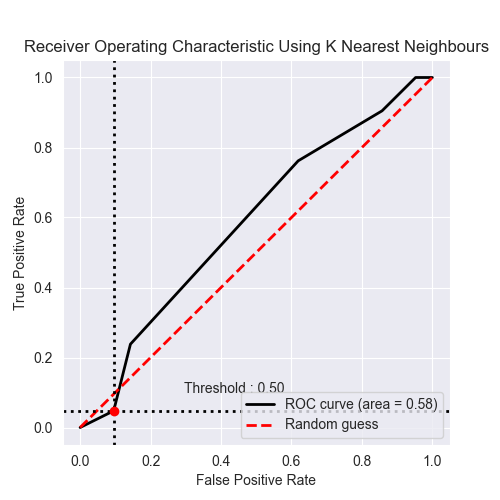 Receiver Operating Characteristic Using K Nearest Neighbours
1.0
0.8
0.6
0.4
0.2
0.0
True Positive Rate
Threshold : 0.50
ROC curve (area = 0.58)
Random guess
0.0 0.2 0.4 0.6 0.8 1.0
False Positive Rate